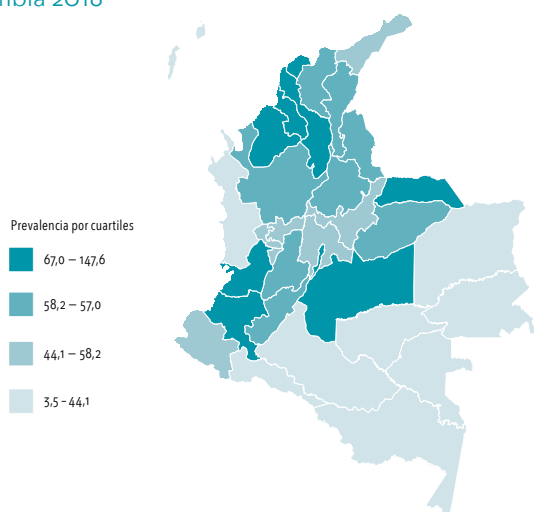 Prevalencia por cuartiles
67,0 – 147,6
58,2 – 57,0
44,1 – 58,2
3,5 - 44,1